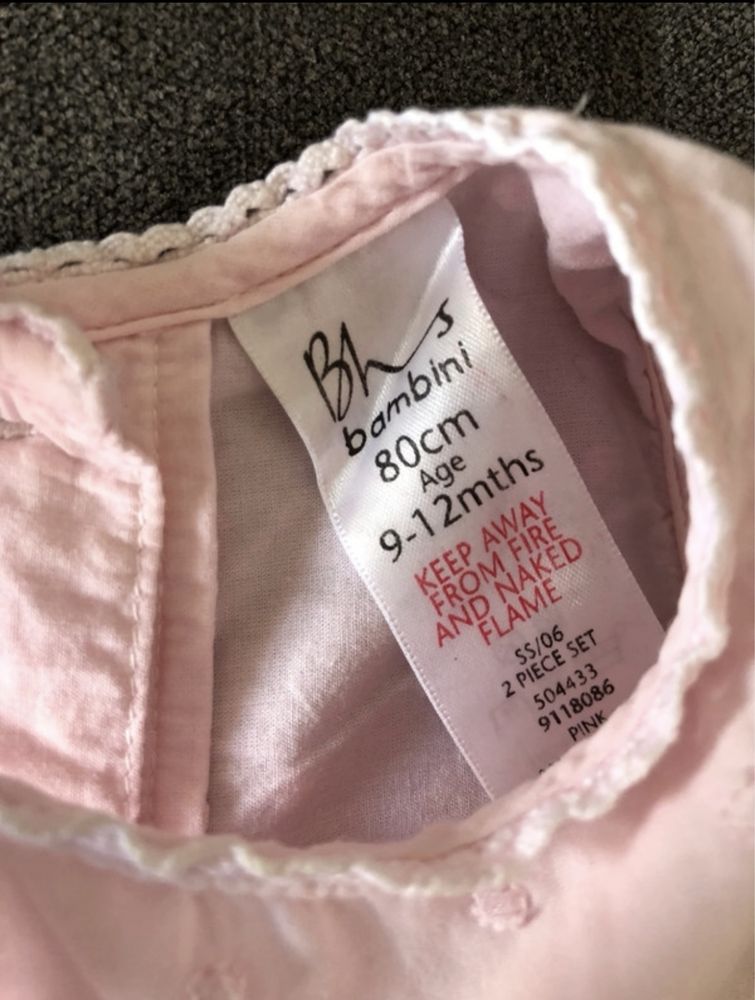 Bhs
bambini
80cm
Age
9-12mths
KEEP AWAY
FROM FIRE
AND NAKED
FLAME
SS/06
2 PIECE SET
504433
9118086
PINK